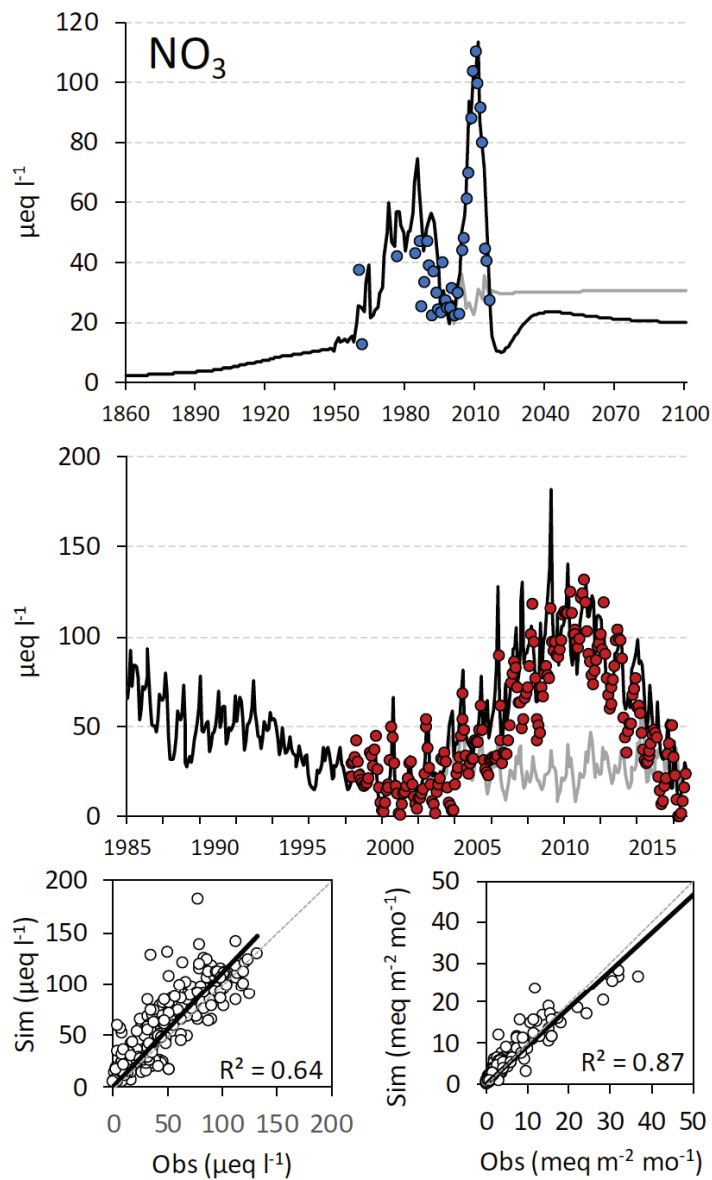 NO3
µeq l-1
120
100
80
60
40
20
0
1860 1890 1920 1950 1980 2010 2040 2070 2100
µeq l-1
200
150
100
50
0
1985 1990 1995 2000 2005 2010 2015
Sim (µeq l-1)
200
150
100
50
0
R² = 0.64
0 50 100 150 200
Obs (µeq l-1)
Sim (meq m-2 mo-1)
50
40
30
20
10
0
R² = 0.87
0 10 20 30 40 50
Obs (meq m-2 mo-1)